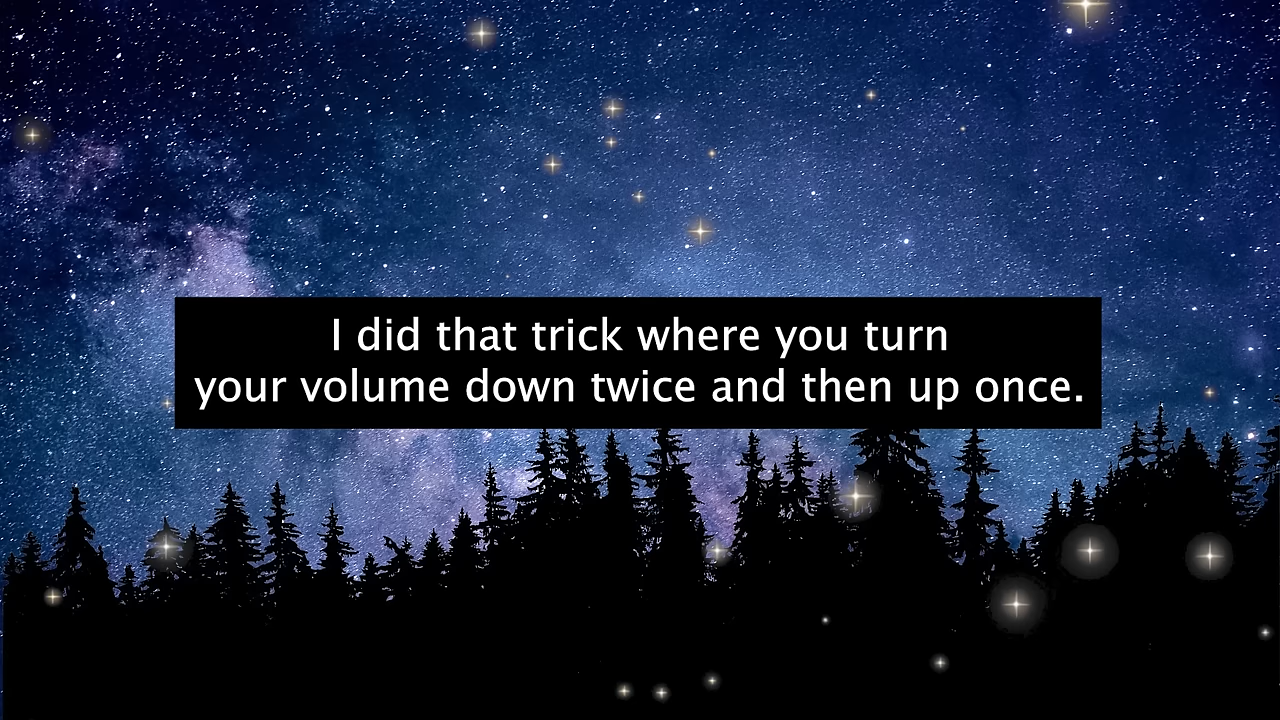 I did that trick where you turn
your volume down twice and then up once.